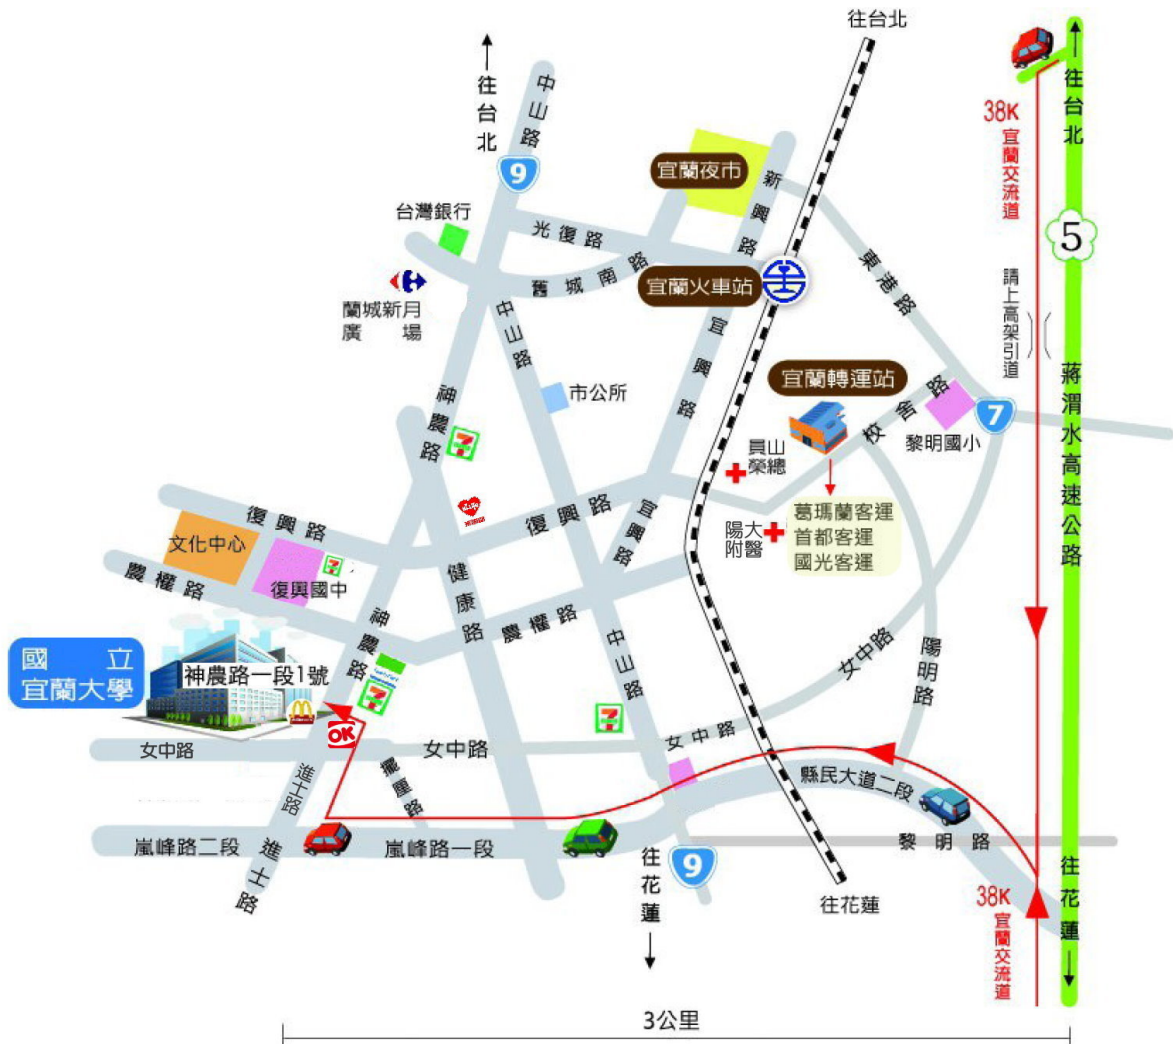 往台北
往台北
中山路
9
宜蘭夜市
新興路
往台北
38K
宜蘭交流道
5
台灣銀行
光復路
舊城南路
宜蘭火車站
東港路
請上高架引道
蘭城新月
廣場
中山路
宜興路
宜蘭轉運站
市公所
神農路
7
校舍路
7
黎明國小
蔣渭水高速公路
員山
榮總
葛瑪蘭客運
首都客運
國光客運
陽大
附醫
復興路
復興路
宜興路
文化中心
7
復興國中
農權路
健康路
農權路
神農路
中山路
女中路
陽明路
國立
宜蘭大學
神農路一段1號
7
7
OK
女中路
女中路
女中路
進士路
擺厘路
縣民大道二段
嵐峰路二段
進士路
嵐峰路一段
黎明路
9
往花蓮
往花蓮
往花蓮
38K
宜蘭交流道
3公里